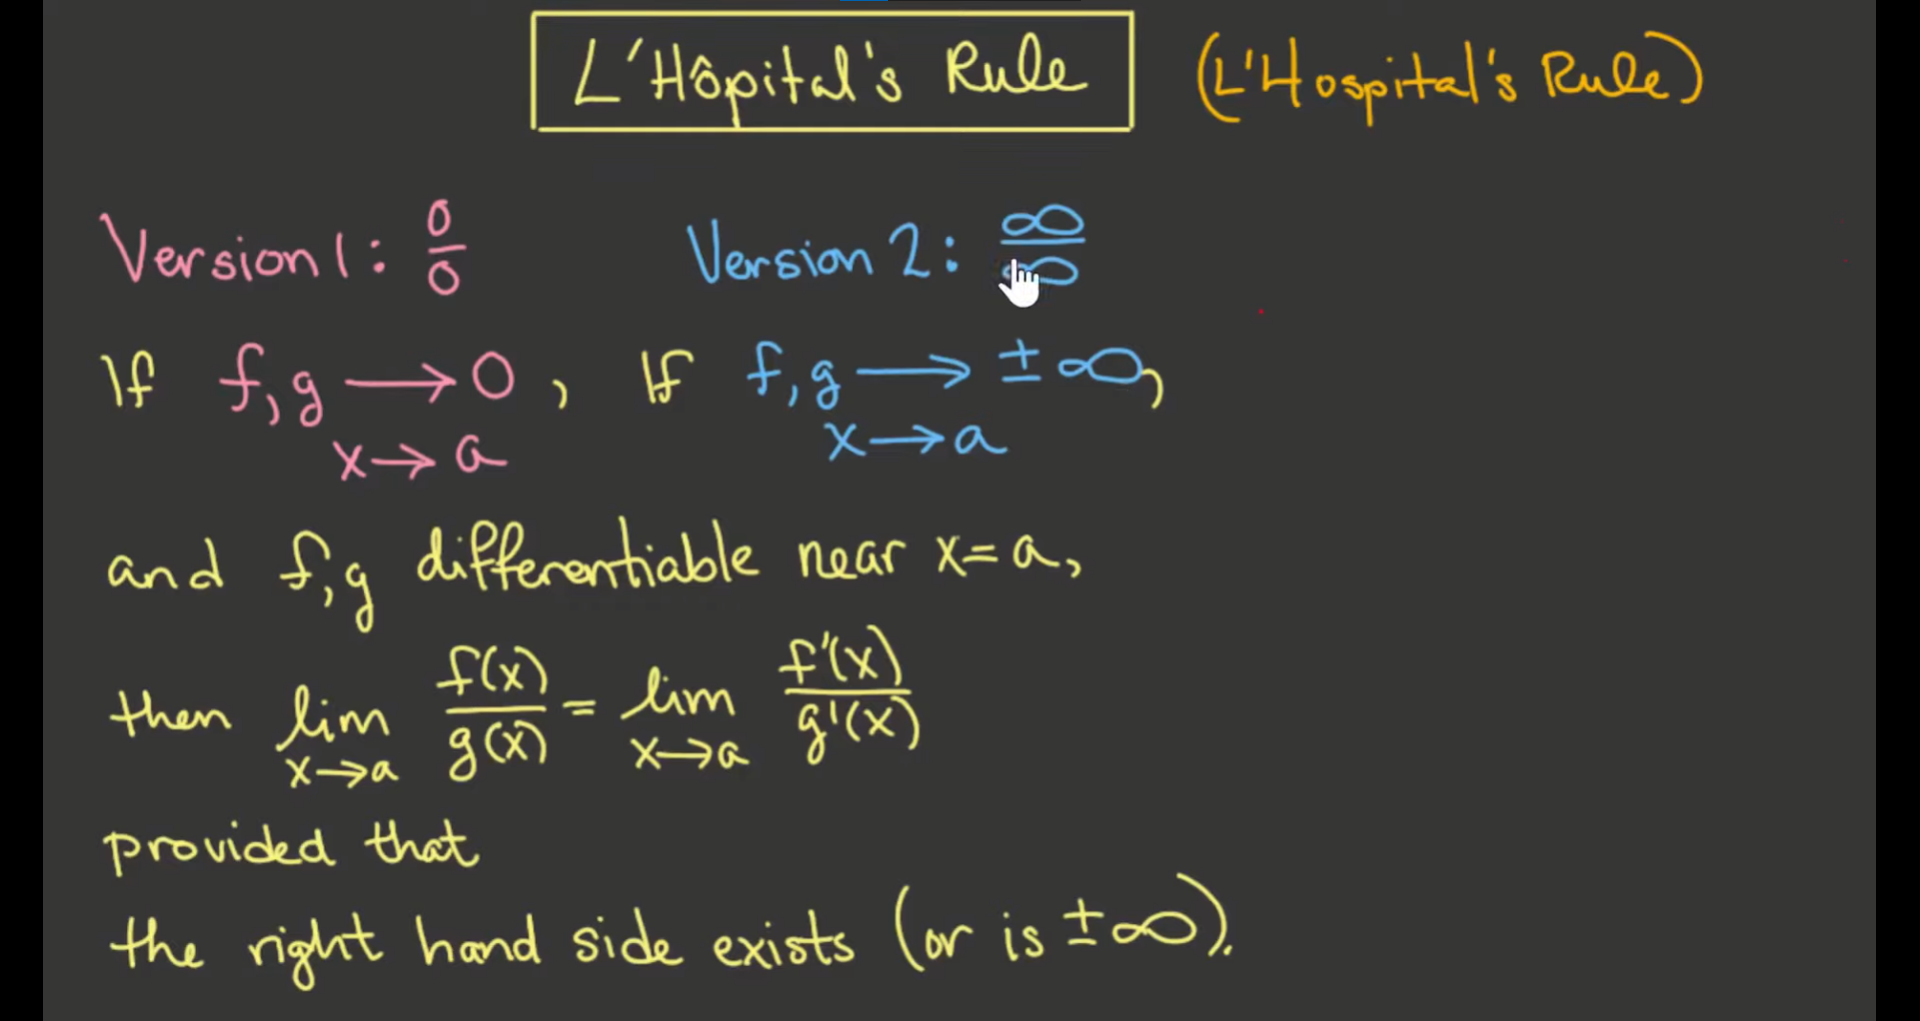 L'Hôpital's Rule (L'Hospital's Rule)
Version 1: 0/0 Version 2: ∞/∞
If f,g → 0, If f,g → ±∞,
x→a x→a
and f,g differentiable near x=a,
then lim x→a f(x)/g(x) = lim x→a f'(x)/g'(x)
provided that
the right hand side exists (or is ±∞).